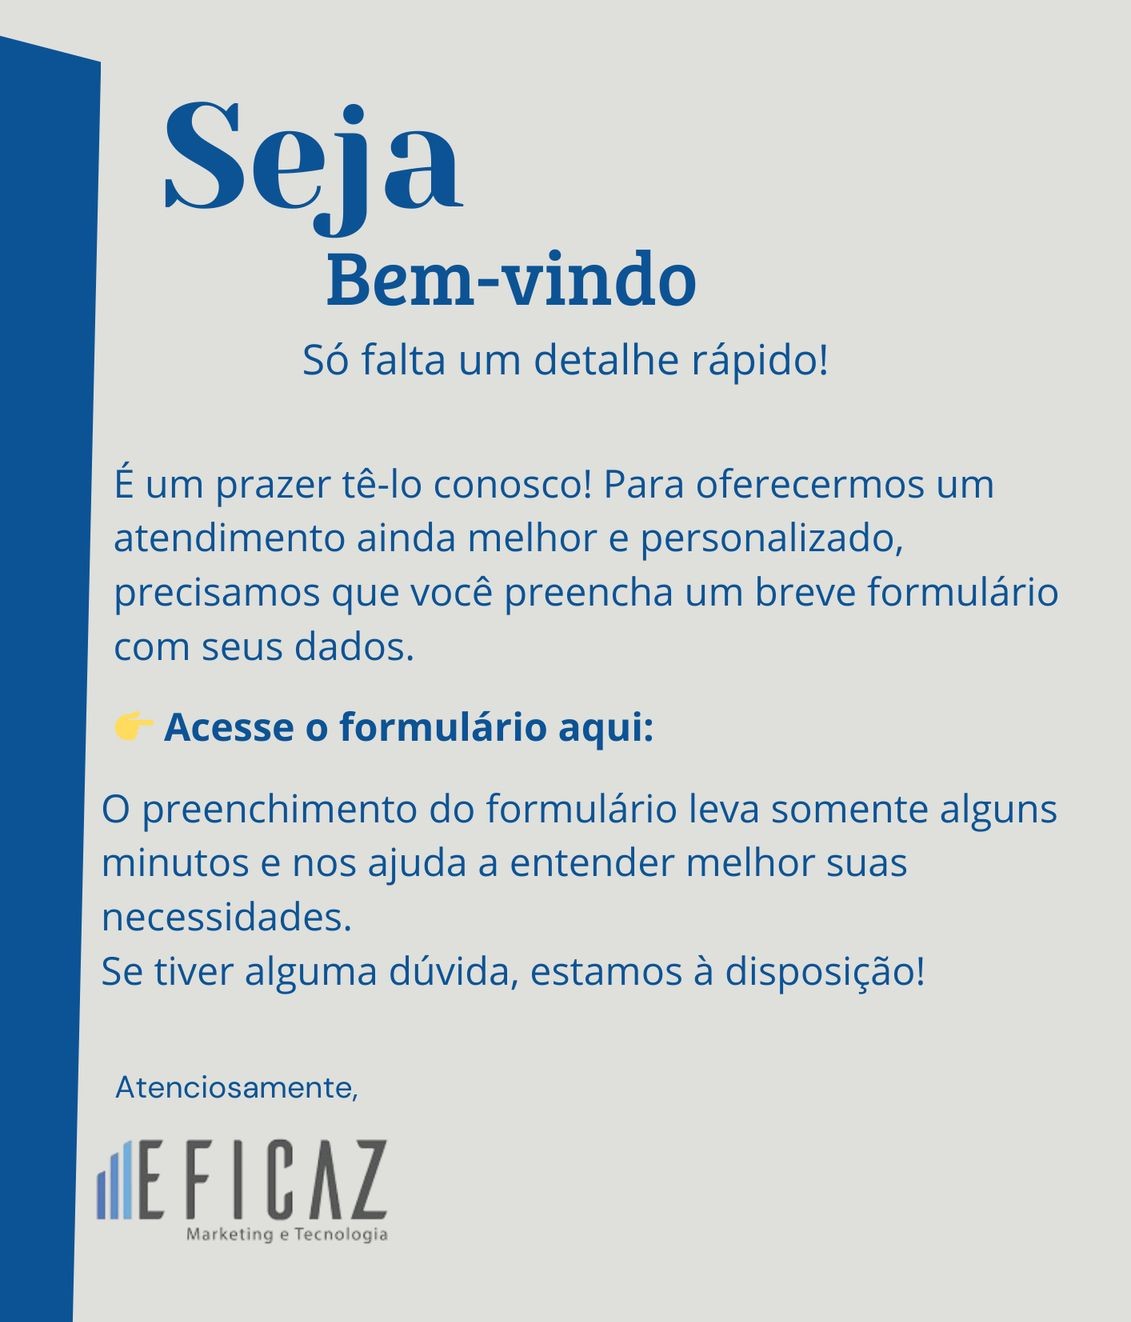 Seja
Bem-vindo
Só falta um detalhe rápido!
É um prazer tê-lo conosco! Para oferecermos um
atendimento ainda melhor e personalizado,
precisamos que você preencha um breve formulário
com seus dados.
👉 Acesse o formulário aqui:
O preenchimento do formulário leva somente alguns
minutos e nos ajuda a entender melhor suas
necessidades.
Se tiver alguma dúvida, estamos à disposição!
Atenciosamente,
EFICAZ
Marketing e Tecnologia